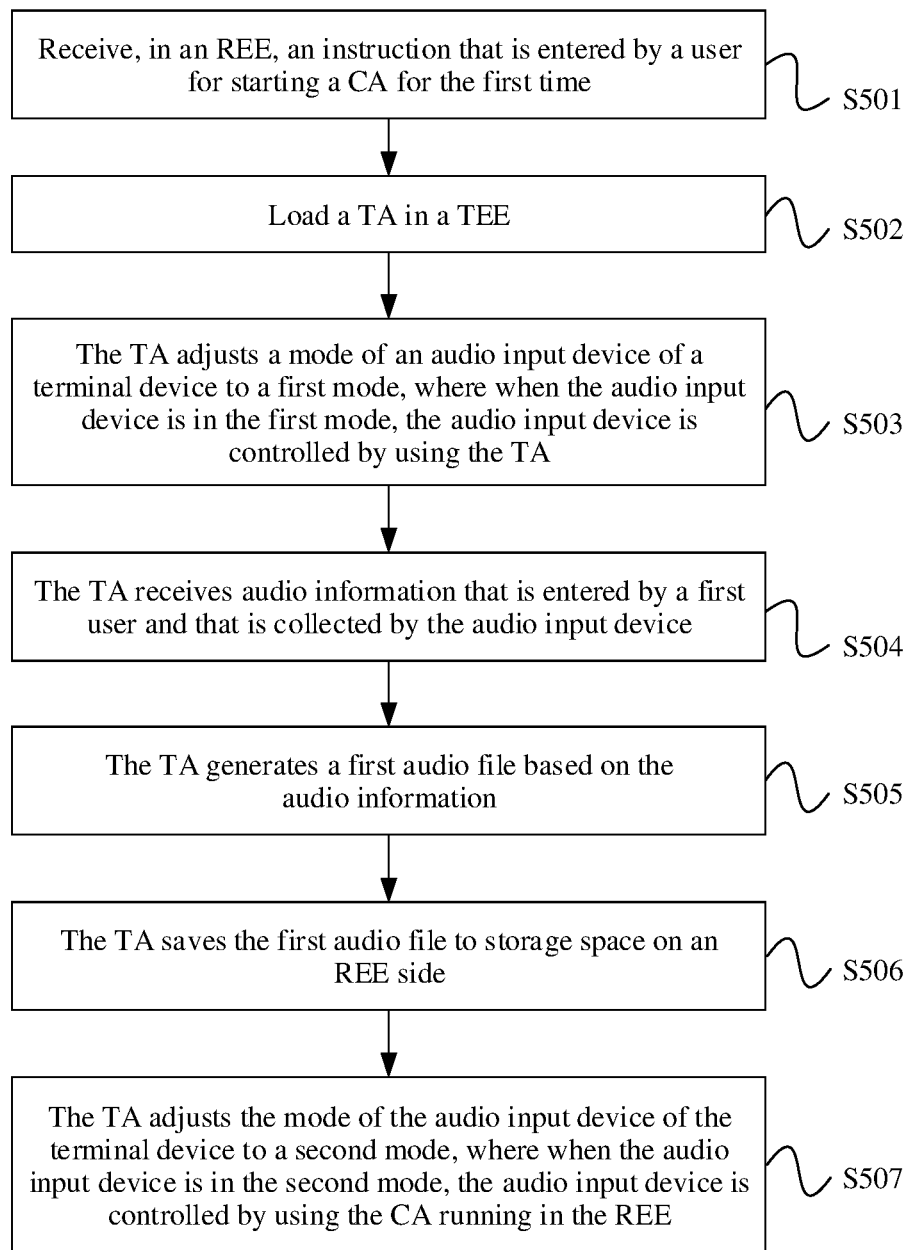 Receive, in an REE, an instruction that is entered by a user
for starting a CA for the first time
S501
Load a TA in a TEE
S502
The TA adjusts a mode of an audio input device of a
terminal device to a first mode, where when the audio input
device is in the first mode, the audio input device is
controlled by using the TA
S503
The TA receives audio information that is entered by a first
user and that is collected by the audio input device
S504
The TA generates a first audio file based on the
audio information
S505
The TA saves the first audio file to storage space on an
REE side
S506
The TA adjusts the mode of the audio input device of the
terminal device to a second mode, where when the audio
input device is in the second mode, the audio input device is
controlled by using the CA running in the REE
S507